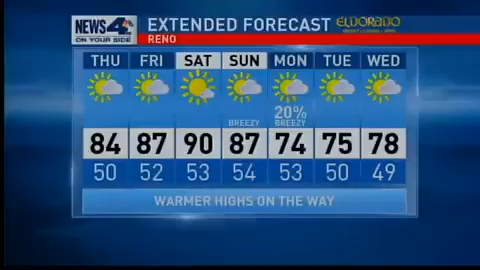 NEWS 4
ON YOUR SIDE
EXTENDED FORECAST
ELDORADO
RENO
THU FRI SAT SUN MON TUE WED
20%
BREEZY BREEZY
84 87 90 87 74 75 78
50 52 53 54 53 50 49
WARMER HIGHS ON THE WAY